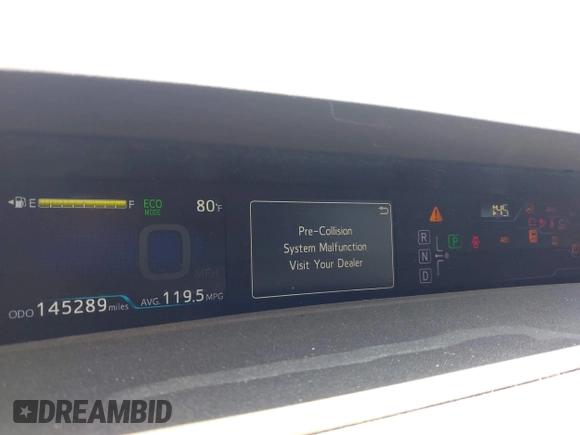 E F ECO MODE 80°F
0 MPH
ODO 145289 miles AVG. 119.5 MPG
Pre-Collision
System Malfunction
Visit Your Dealer
R
N
D
P
DREAMBID